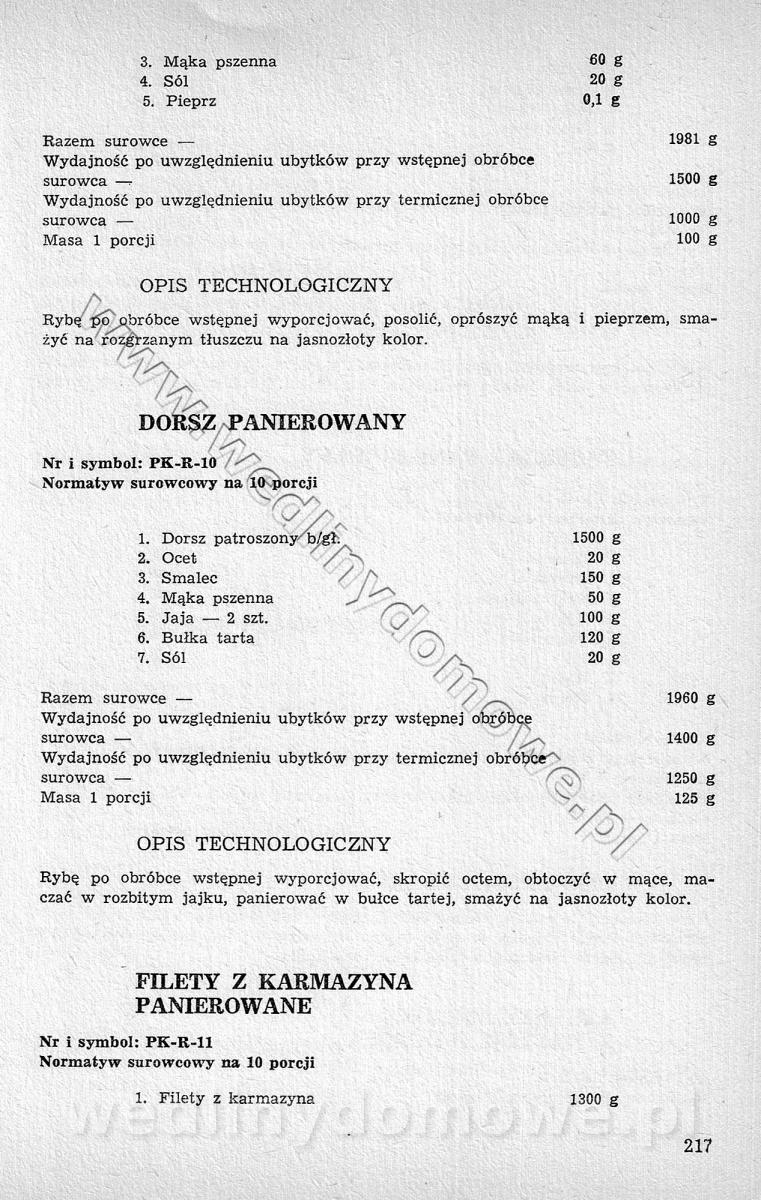 3. Mąka pszenna 60 g
4. Sól 20 g
5. Pieprz 0,1 g
Razem surowce — 1981 g
Wydajność po uwzględnieniu ubytków przy wstępnej obróbce
surowca — 1500 g
Wydajność po uwzględnieniu ubytków przy termicznej obróbce
surowca — 1000 g
Masa 1 porcji 100 g
OPIS TECHNOLOGICZNY
Rybę po obróbce wstępnej wyporcjować, posolić, oprószyć mąką i pieprzem, sma-
żyć na rozgrzanym tłuszczu na jasnozłoty kolor.
DORSZ PANIEROWANY
Nr i symbol: PK-R-10
Normatyw surowcowy na 10 porcji
1. Dorsz patroszony b/gł. 1500 g
2. Ocet 20 g
3. Smalec 150 g
4. Mąka pszenna 50 g
5. Jaja — 2 szt. 100 g
6. Bułka tarta 120 g
7. Sól 20 g
Razem surowce — 1960 g
Wydajność po uwzględnieniu ubytków przy wstępnej obróbce
surowca — 1400 g
Wydajność po uwzględnieniu ubytków przy termicznej obróbce
surowca — 1250 g
Masa 1 porcji 125 g
OPIS TECHNOLOGICZNY
Rybę po obróbce wstępnej wyporcjować, skropić octem, obtoczyć w mące, ma-
czać w rozbitym jajku, panierować w bułce tartej, smażyć na jasnozłoty kolor.
FILETY Z KARMAZYNA
PANIEROWANE
Nr i symbol: PK-R-11
Normatyw surowcowy na 10 porcji
1. Filety z karmazyna 1300 g
217
www.wedlinydomowe.pl
wedlinydomowe.pl